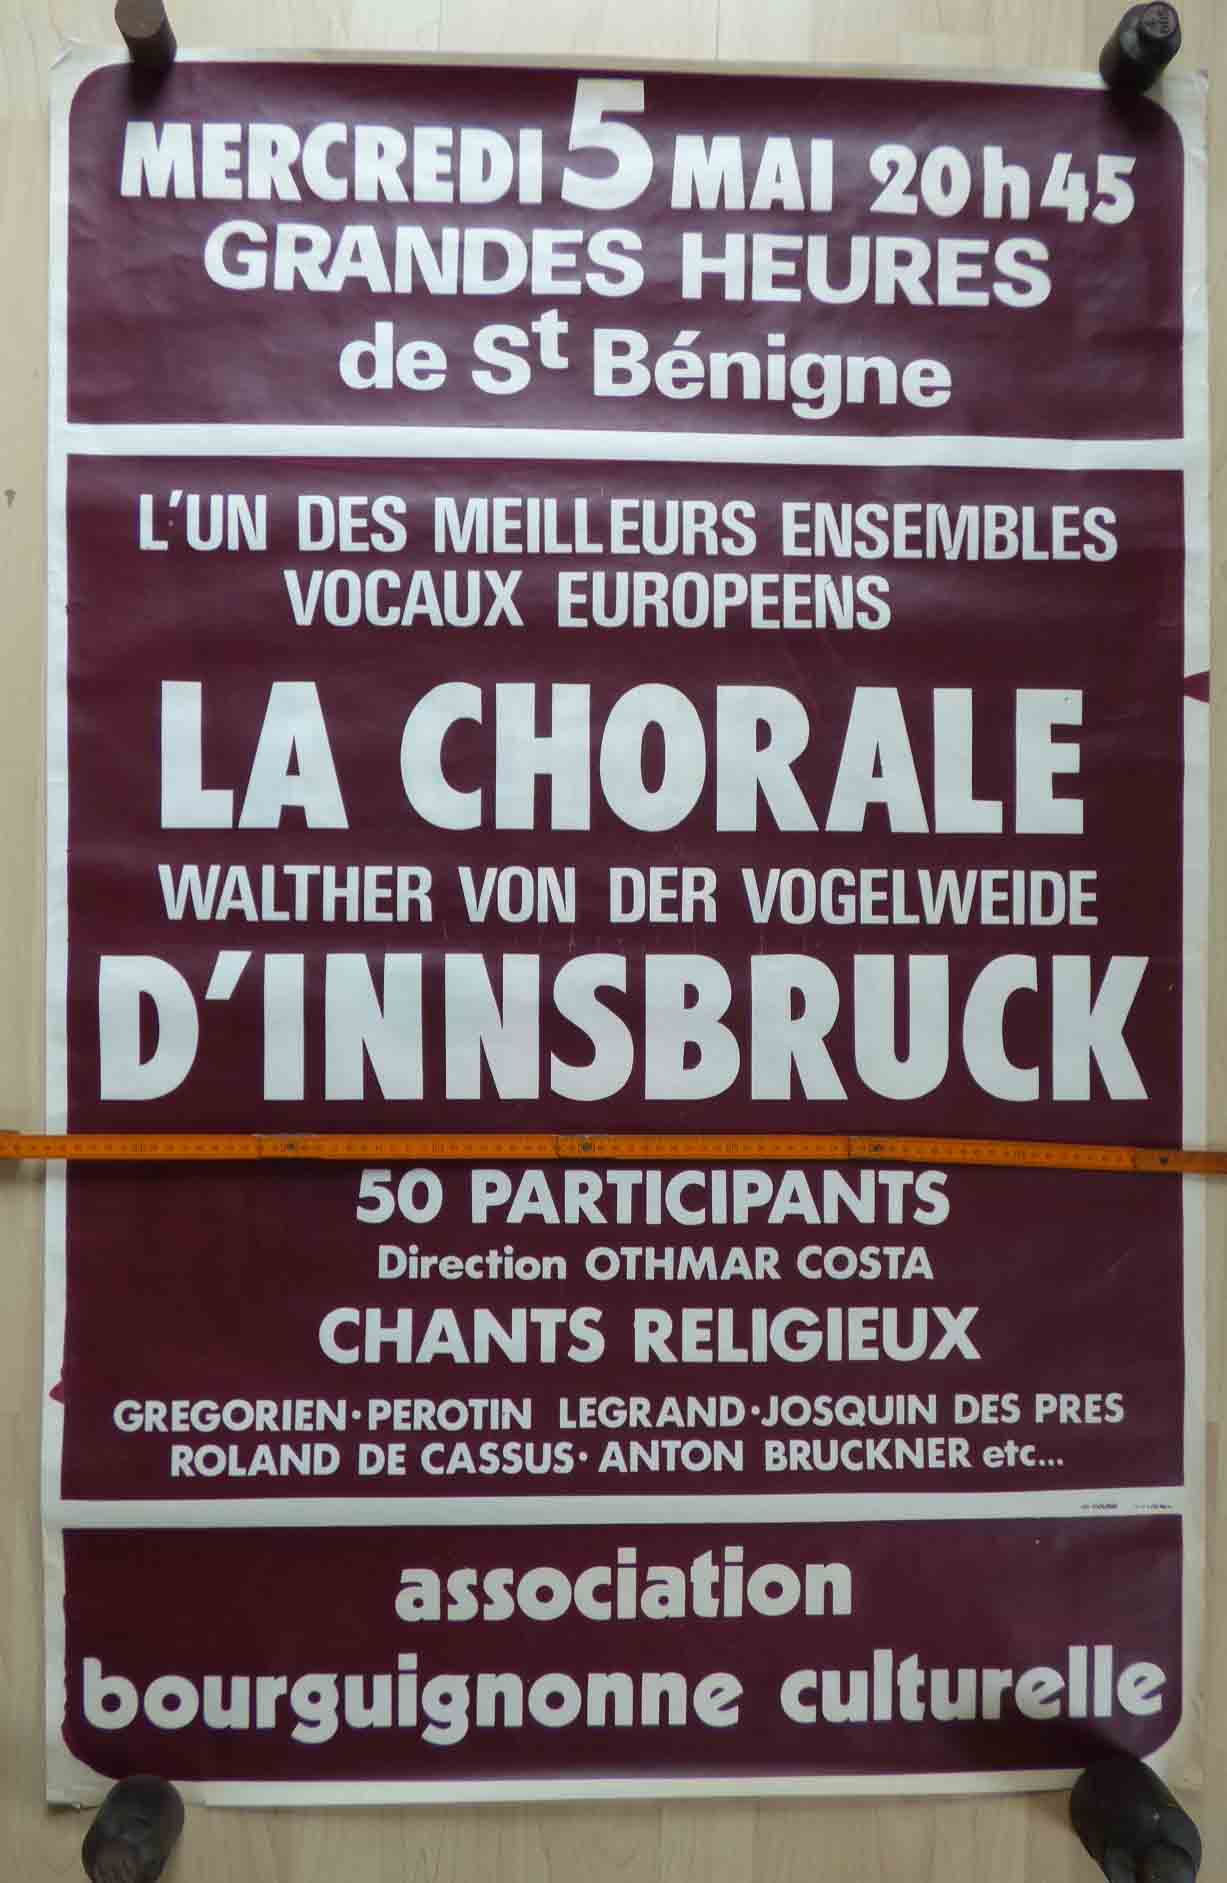 MERCREDI 5 MAI 20h45
GRANDES HEURES
de St Bénigne
L'UN DES MEILLEURS ENSEMBLES
VOCAUX EUROPEENS
LA CHORALE
WALTHER VON DER VOGELWEIDE
D'INNSBRUCK
50 PARTICIPANTS
Direction OTHMAR COSTA
CHANTS RELIGIEUX
GREGORIEN·PEROTIN LEGRAND·JOSQUIN DES PRES
ROLAND DE CASSUS·ANTON BRUCKNER etc...
association
bourguignonne culturelle